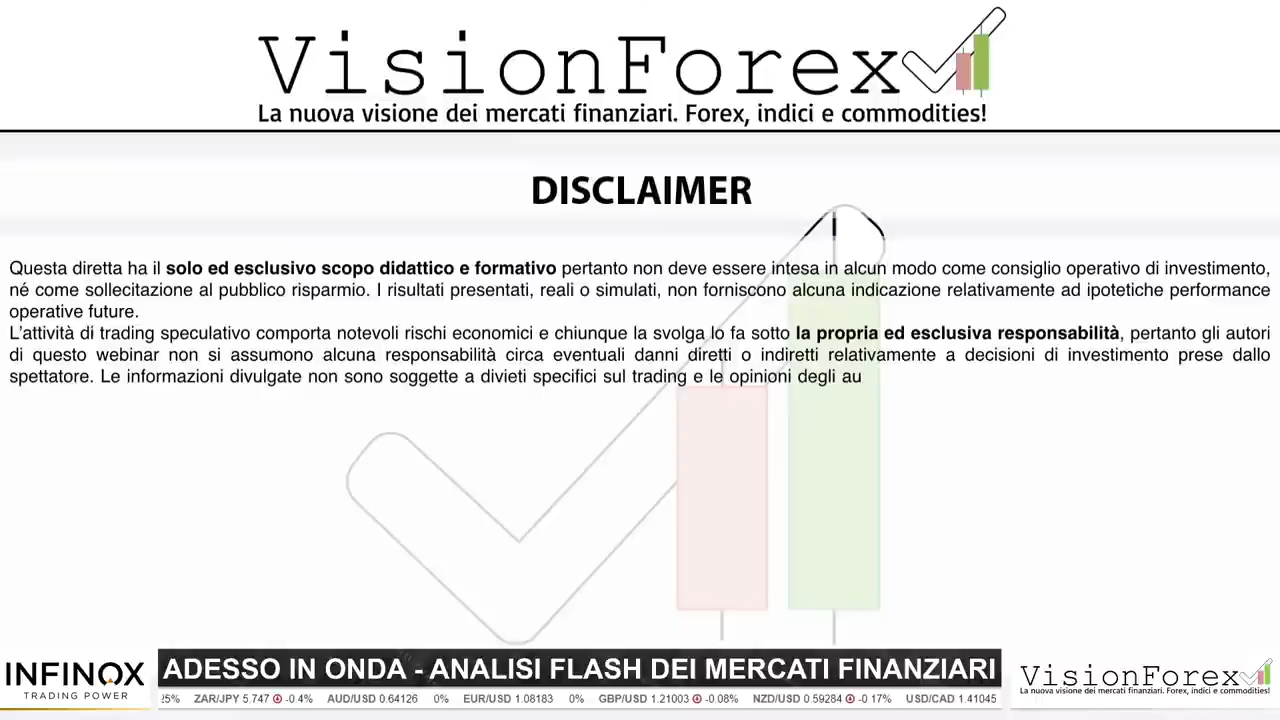 VisionForex
La nuova visione dei mercati finanziari. Forex, indici e commodities!
DISCLAIMER
Questa diretta ha il solo ed esclusivo scopo didattico e formativo pertanto non deve essere intesa in alcun modo come consiglio operativo di investimento,
né come sollecitazione al pubblico risparmio. I risultati presentati, reali o simulati, non forniscono alcuna indicazione relativamente ad ipotetiche performance
operative future.
L'attività di trading speculativo comporta notevoli rischi economici e chiunque la svolga lo fa sotto la propria ed esclusiva responsabilità, pertanto gli autori
di questo webinar non si assumono alcuna responsabilità circa eventuali danni diretti o indiretti relativamente a decisioni di investimento prese dallo
spettatore. Le informazioni divulgate non sono soggette a divieti specifici sul trading e le opinioni degli au
INFINOX
TRADING POWER
ADESSO IN ONDA - ANALISI FLASH DEI MERCATI FINANZIARI
25% ZAR/JPY 5.747 -0.4% AUD/USD 0.64126 0% EUR/USD 1.08183 0% GBP/USD 1.21003 -0.08% NZD/USD 0.59284 -0.17% USD/CAD 1.41045
VisionForex
La nuova visione dei mercati finanziari. Forex, indici e commodities!